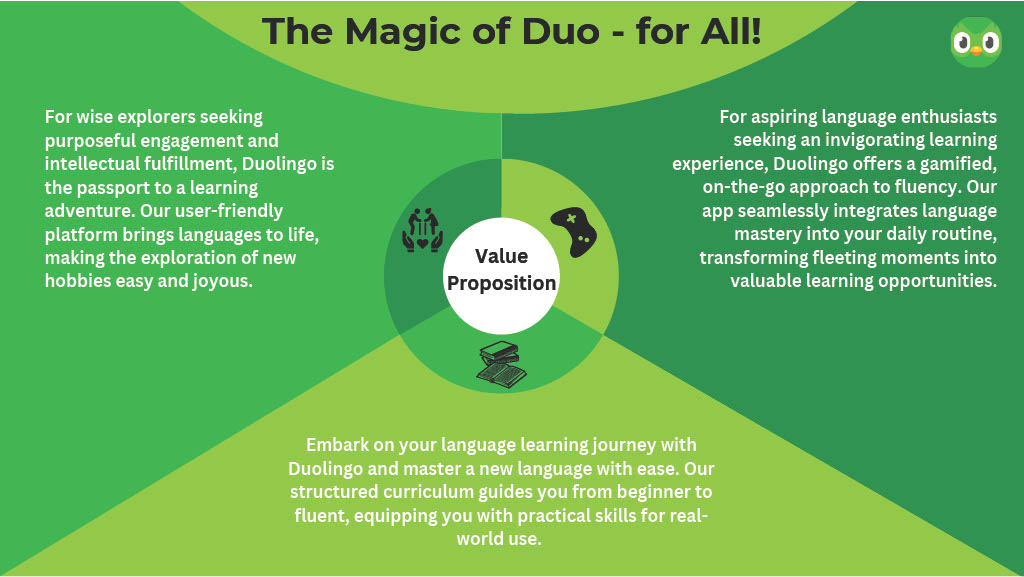 The Magic of Duo - for All!
For wise explorers seeking
purposeful engagement and
intellectual fulfillment, Duolingo is
the passport to a learning
adventure. Our user-friendly
platform brings languages to life,
making the exploration of new
hobbies easy and joyous.
For aspiring language enthusiasts
seeking an invigorating learning
experience, Duolingo offers a gamified,
on-the-go approach to fluency. Our
app seamlessly integrates language
mastery into your daily routine,
transforming fleeting moments into
valuable learning opportunities.
Value
Proposition
Embark on your language learning journey with
Duolingo and master a new language with ease. Our
structured curriculum guides you from beginner to
fluent, equipping you with practical skills for real-
world use.